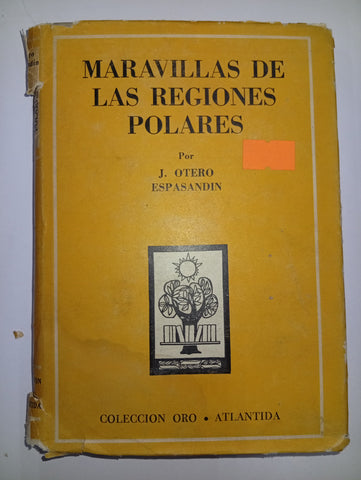 MARAVILLAS DE
LAS REGIONES
POLARES
Por
J. OTERO
ESPASANDIN
COLECCION ORO • ATLANTIDA